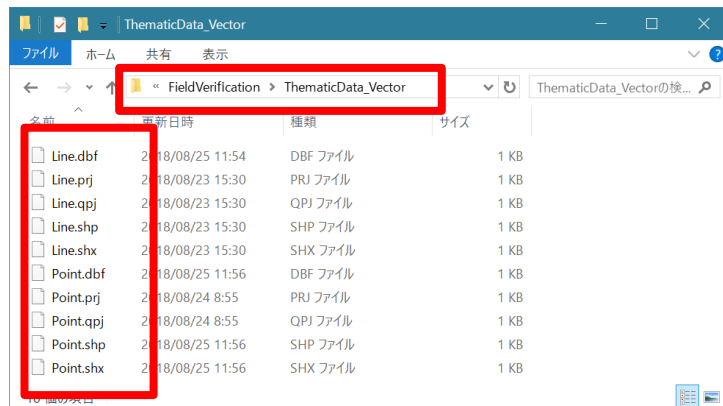 ThematicData_Vector
ファイル ホーム 共有 表示
« FieldVerification > ThematicData_Vector ThematicData_Vectorの検...
名前 更新日時 種類 サイズ
Line.dbf 2018/08/25 11:54 DBF ファイル 1 KB
Line.prj 2018/08/23 15:30 PRJ ファイル 1 KB
Line.qpj 2018/08/23 15:30 QPJ ファイル 1 KB
Line.shp 2018/08/23 15:30 SHP ファイル 1 KB
Line.shx 2018/08/23 15:30 SHX ファイル 1 KB
Point.dbf 2018/08/25 11:56 DBF ファイル 1 KB
Point.prj 2018/08/24 8:55 PRJ ファイル 1 KB
Point.qpj 2018/08/24 8:55 QPJ ファイル 1 KB
Point.shp 2018/08/25 11:56 SHP ファイル 1 KB
Point.shx 2018/08/25 11:56 SHX ファイル 1 KB
10 個の項目